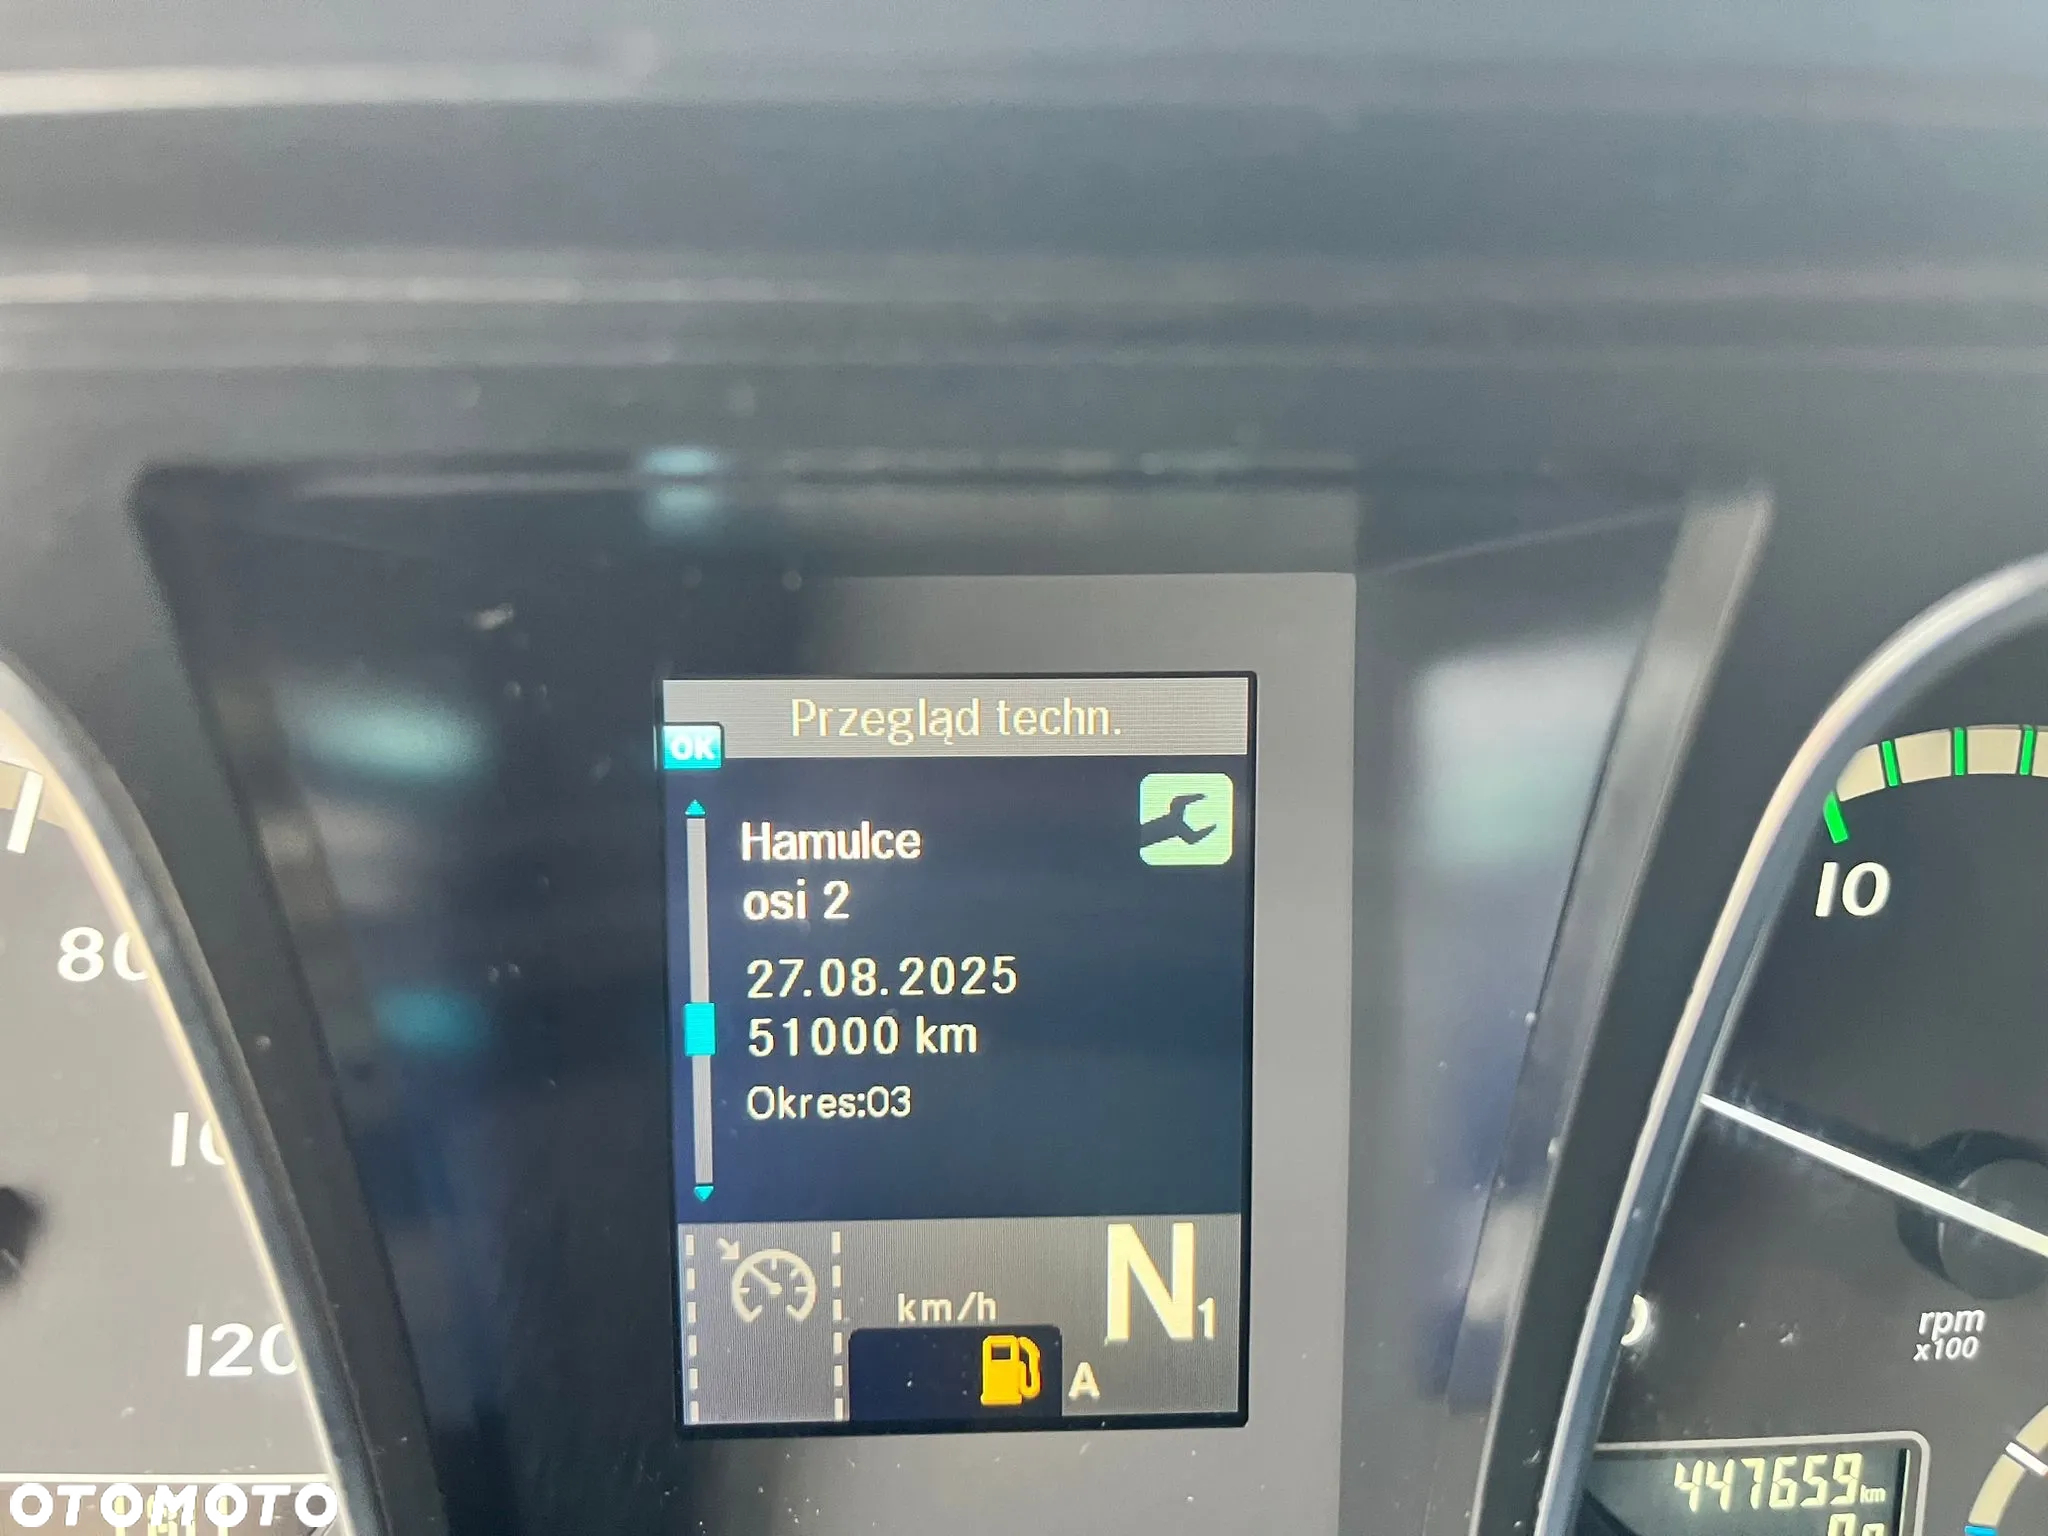 Przegląd techn.
OK
Hamulce
osi 2
27.08.2025
51000 km
Okres:03
km/h
N1
A
80
120
10
rpm
x100
447659 km
OTOMOTO